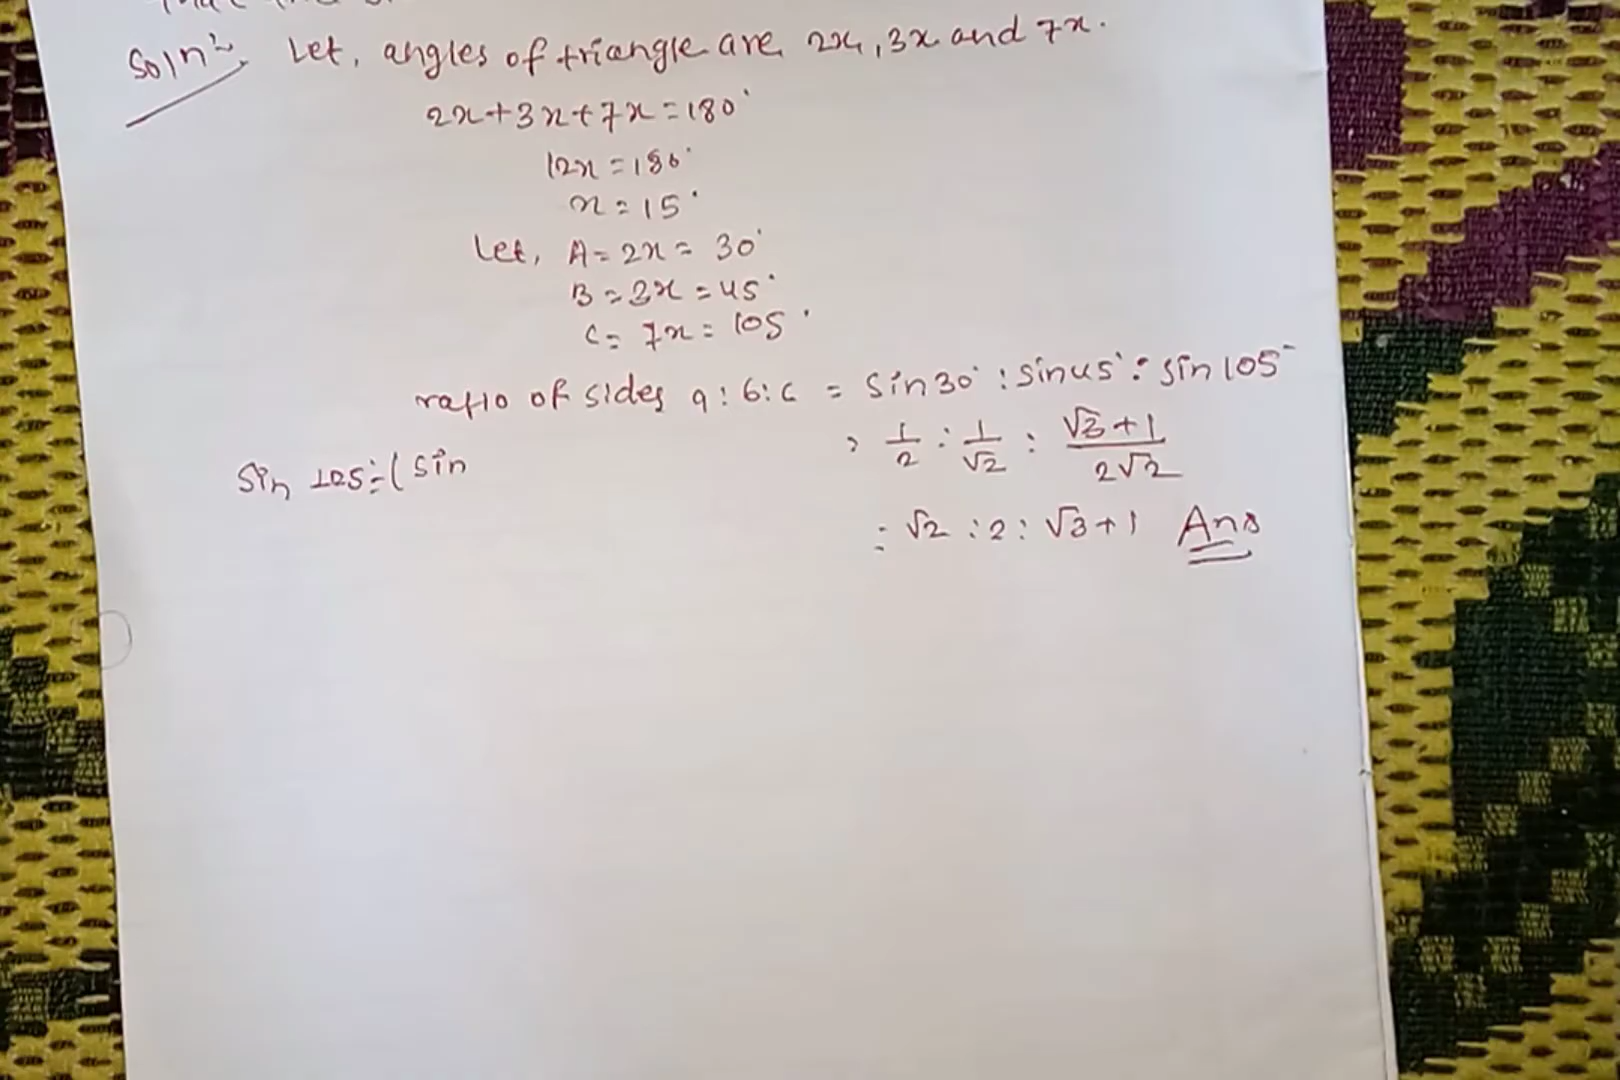 Soln:
Let, angles of triangle are 2x, 3x and 7x.
2x+3x+7x=180°
12x=180°
x=15°
Let, A=2x=30°
B=3x=45°
C=7x=105°
ratio of sides a:b:c = sin30°:sin45°:sin105°
= 1/2 : 1/√2 : √3+1/2√2
= √2:2:√3+1 Ans
Sin 105°=(sin